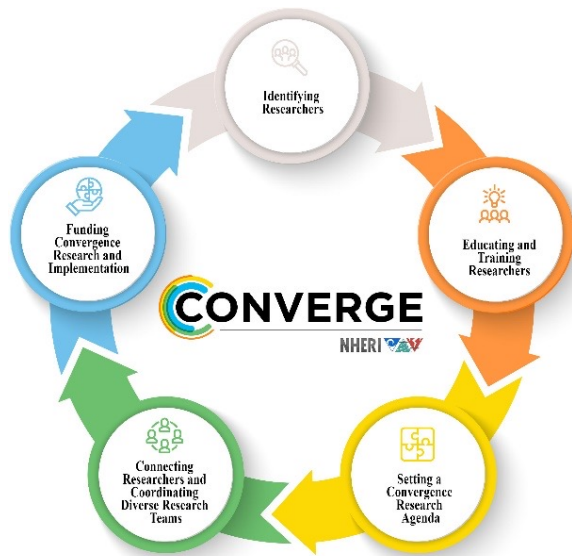 Identifying
Researchers
Educating and
Training
Researchers
Setting a
Convergence
Research
Agenda
Connecting
Researchers and
Coordinating
Diverse Research
Teams
Funding
Convergence
Research and
Implementation
CONVERGE
NHERI